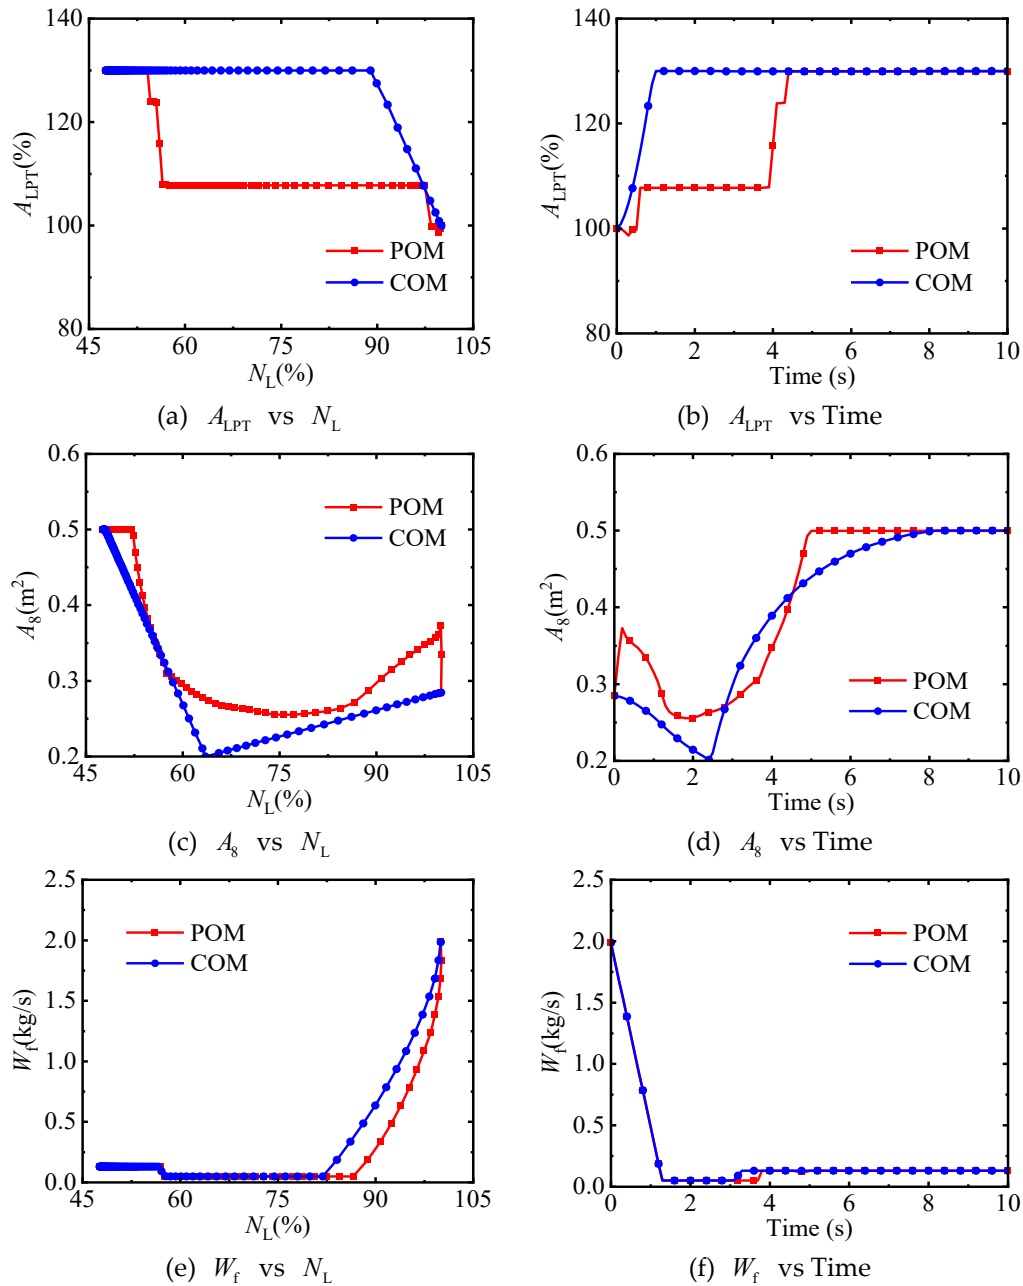 140
120
100
80
A_LPT(%)
POM
COM
45 60 75 90 105
N_L(%)
(a) A_LPT vs N_L
140
120
100
80
A_LPT(%)
POM
COM
0 2 4 6 8 10
Time (s)
(b) A_LPT vs Time
0.6
0.5
0.4
0.3
0.2
A_8(m^2)
POM
COM
45 60 75 90 105
N_L(%)
(c) A_8 vs N_L
0.6
0.5
0.4
0.3
0.2
A_8(m^2)
POM
COM
0 2 4 6 8 10
Time (s)
(d) A_8 vs Time
2.5
2.0
1.5
1.0
0.5
0.0
W_f(kg/s)
POM
COM
45 60 75 90 105
N_L(%)
(e) W_f vs N_L
2.5
2.0
1.5
1.0
0.5
0.0
W_f(kg/s)
POM
COM
0 2 4 6 8 10
Time (s)
(f) W_f vs Time